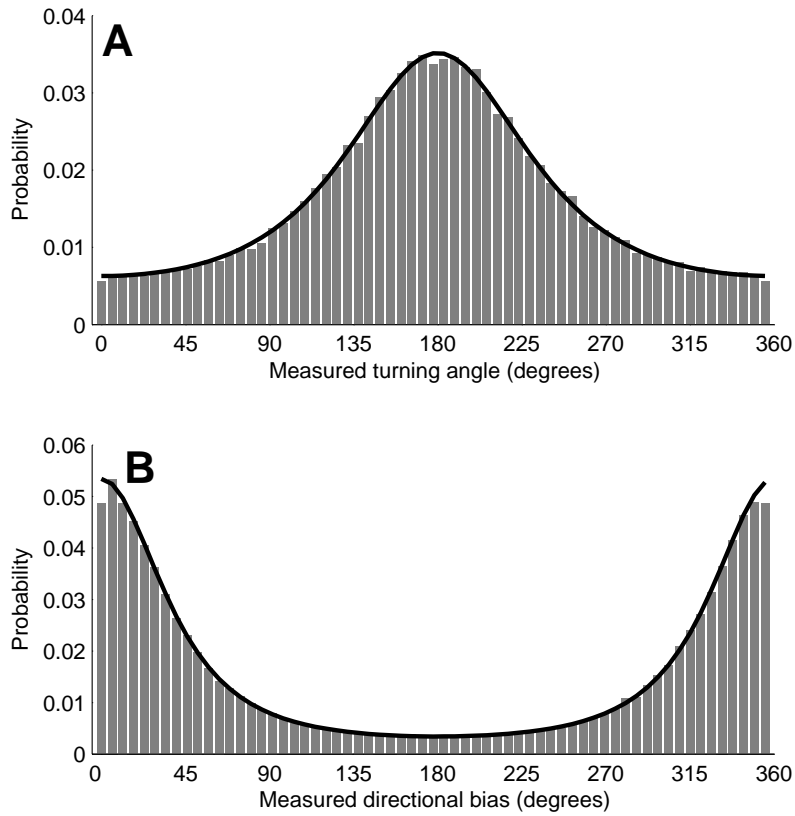 A
0.04
0.03
0.02
0.01
0
Probability
0 45 90 135 180 225 270 315 360
Measured turning angle (degrees)
B
0.06
0.05
0.04
0.03
0.02
0.01
0
Probability
0 45 90 135 180 225 270 315 360
Measured directional bias (degrees)